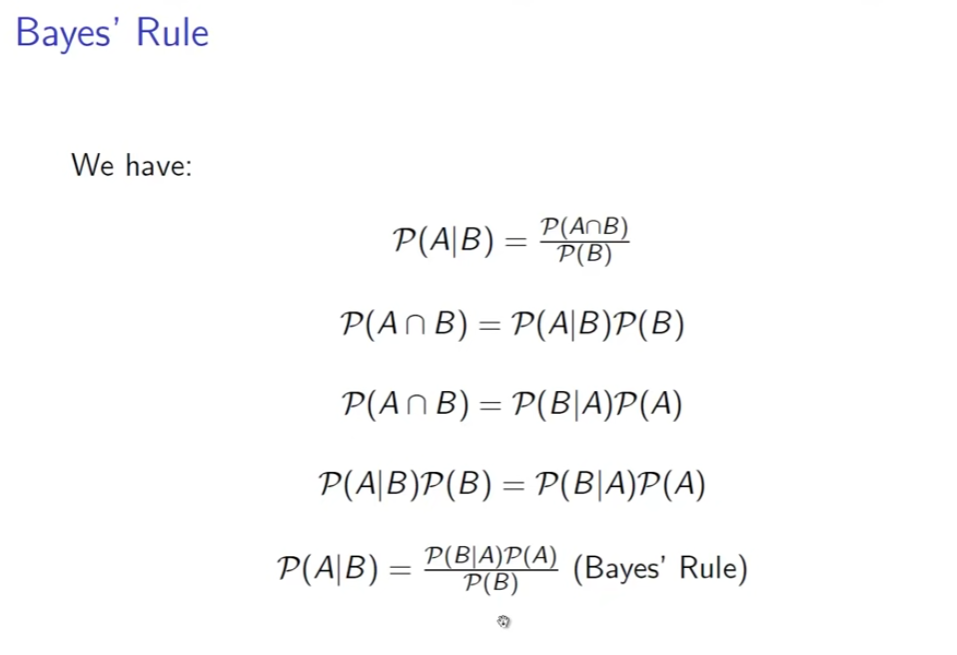 Bayes' Rule
We have:
𝒫(A|B) = 𝒫(A∩B)/𝒫(B)
𝒫(A ∩ B) = 𝒫(A|B)𝒫(B)
𝒫(A ∩ B) = 𝒫(B|A)𝒫(A)
𝒫(A|B)𝒫(B) = 𝒫(B|A)𝒫(A)
𝒫(A|B) = 𝒫(B|A)𝒫(A)/𝒫(B) (Bayes' Rule)